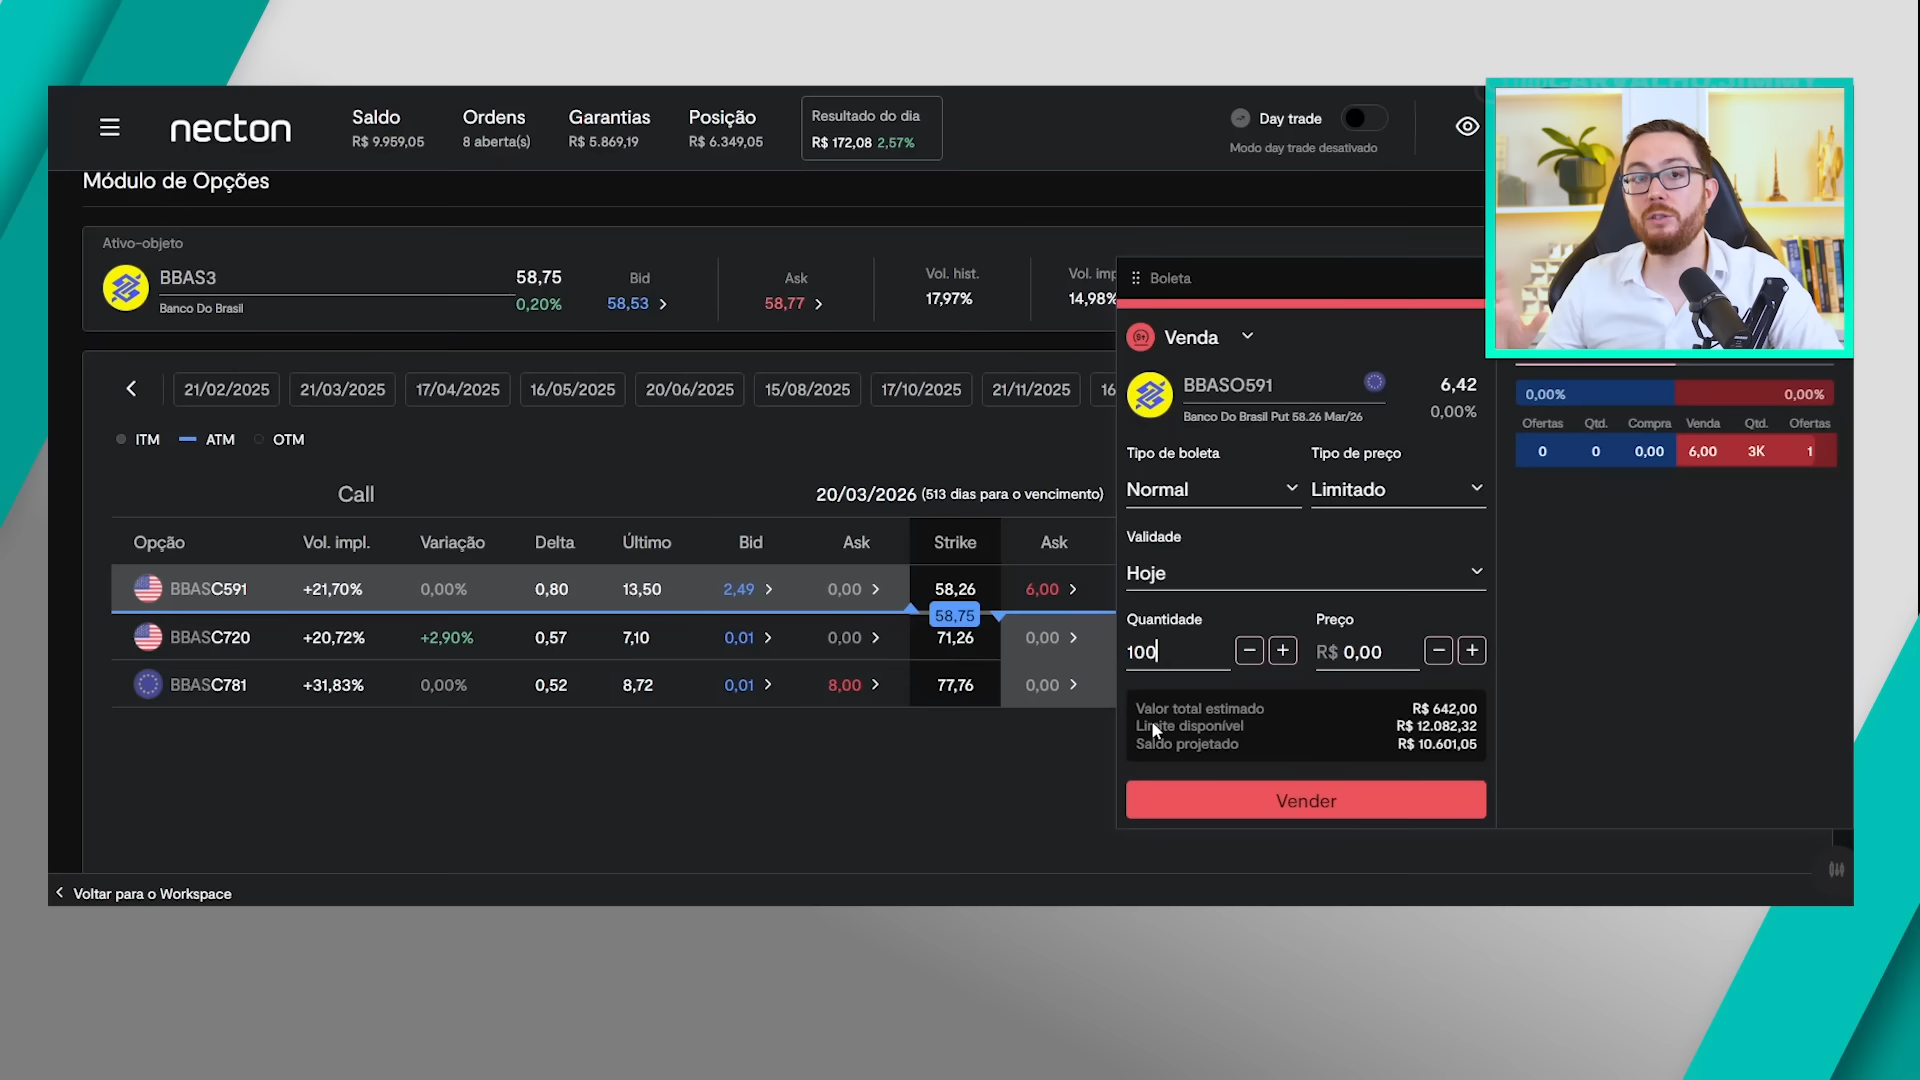 necton
Saldo
R$ 9.959,05
Ordens
8 aberta(s)
Garantias
R$ 5.869,19
Posição
R$ 6.349,05
Resultado do dia
R$ 172,08 2,57%
Day trade
Modo day trade desativado
Módulo de Opções
Ativo-objeto
BBAS3
Banco Do Brasil
58,75
0,20%
Bid
58,53
Ask
58,77
Vol. hist.
17,97%
Vol. imp
14,98%
21/02/2025 21/03/2025 17/04/2025 16/05/2025 20/06/2025 15/08/2025 17/10/2025 21/11/2025 16
ITM ATM OTM
Call
20/03/2026 (513 dias para o vencimento)
Opção Vol. impl. Variação Delta Último Bid Ask Strike Ask
BBASC591 +21,70% 0,00% 0,80 13,50 2,49 0,00 58,26 6,00
58,75
BBASC720 +20,72% +2,90% 0,57 7,10 0,01 0,00 71,26 0,00
BBASC781 +31,83% 0,00% 0,52 8,72 0,01 8,00 77,76 0,00
Voltar para o Workspace
Boleta
Venda
BBASO591 6,42
Banco Do Brasil Put 58.26 Mar/26 0,00%
Tipo de boleta Tipo de preço
Normal Limitado
Validade
Hoje
Quantidade Preço
100 R$ 0,00
Valor total estimado R$ 642,00
Limite disponível R$ 12.082,32
Saldo projetado R$ 10.601,05
Vender
0,00% 0,00%
Ofertas Qtd. Compra Venda Qtd. Ofertas
0 0 0,00 6,00 3K 1